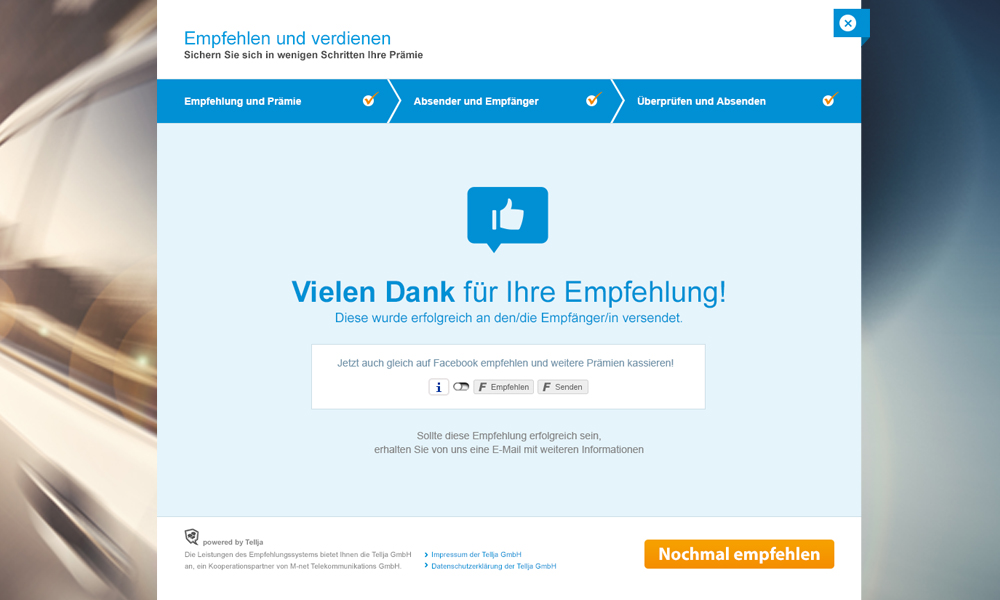 Empfehlen und verdienen
Sichern Sie sich in wenigen Schritten Ihre Prämie
Empfehlung und Prämie
Absender und Empfänger
Überprüfen und Absenden
Vielen Dank für Ihre Empfehlung!
Diese wurde erfolgreich an den/die Empfänger/in versendet.
Jetzt auch gleich auf Facebook empfehlen und weitere Prämien kassieren!
i F Empfehlen F Senden
Sollte diese Empfehlung erfolgreich sein,
erhalten Sie von uns eine E-Mail mit weiteren Informationen
powered by Tellja
Die Leistungen des Empfehlungssystems bietet Ihnen die Tellja GmbH
an, ein Kooperationspartner von M-net Telekommunikations GmbH.
Impressum der Tellja GmbH
Datenschutzerklärung der Tellja GmbH
Nochmal empfehlen